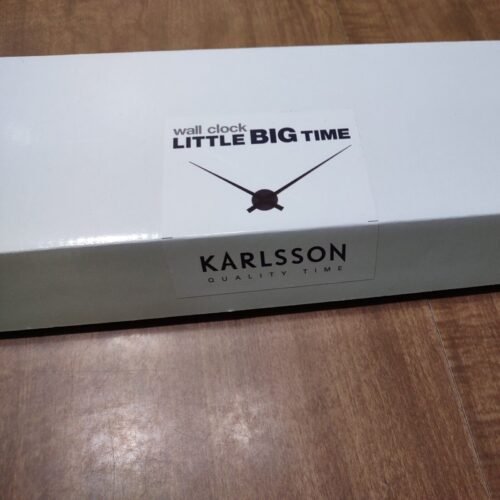 wall clock
LITTLE BIG TIME
KARLSSON
QUALITY TIME